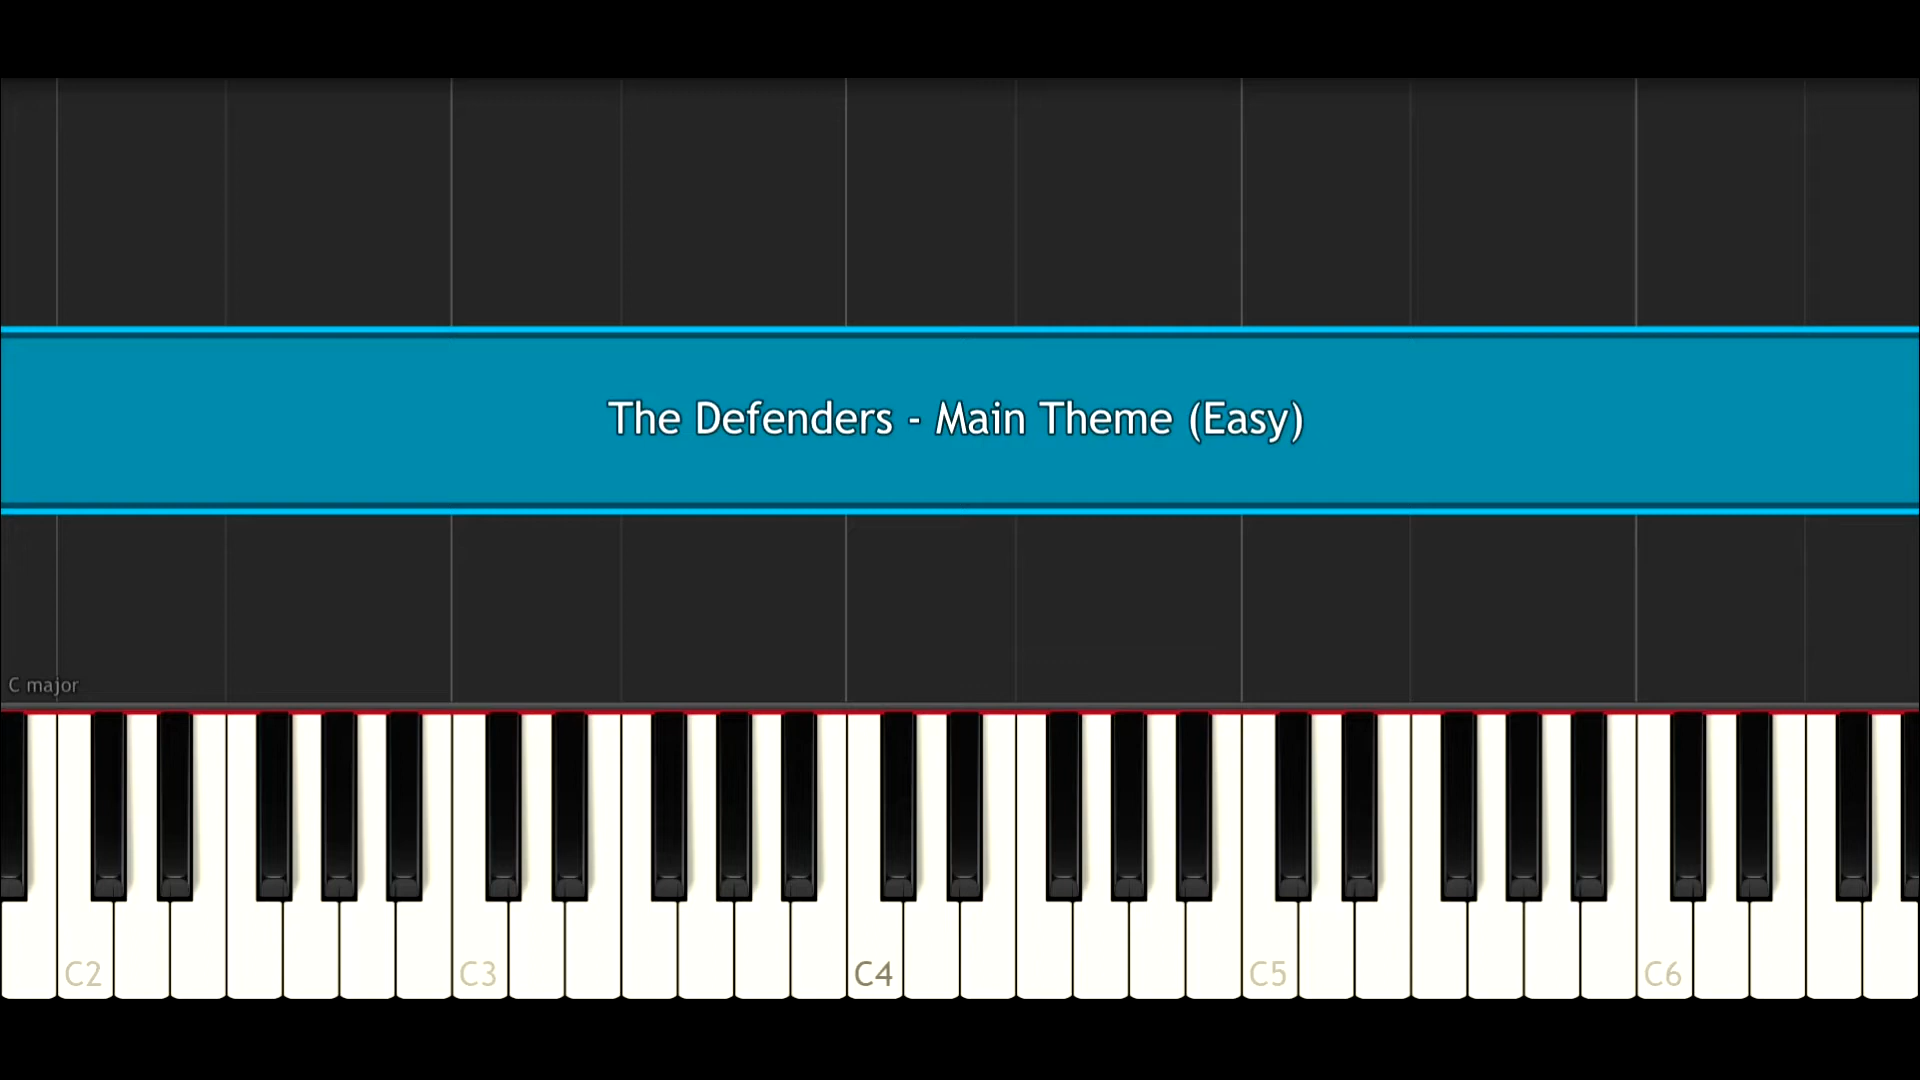 The Defenders - Main Theme (Easy)
C major
C2 C3 C4 C5 C6